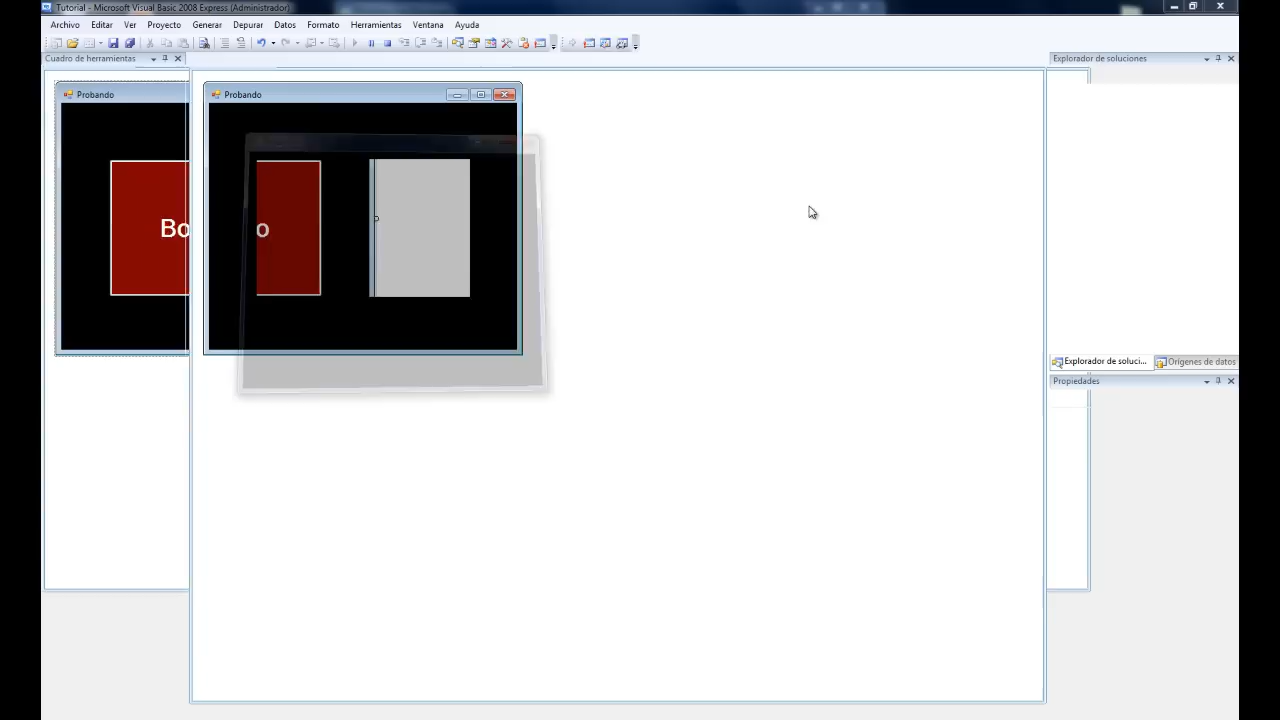 Tutorial - Microsoft Visual Basic 2008 Express (Administrador)
Archivo Editar Ver Proyecto Generar Depurar Datos Formato Herramientas Ventana Ayuda
Cuadro de herramientas
Explorador de soluciones
Probando
Probando
Bo
o
Explorador de soluci...
Orígenes de datos
Propiedades